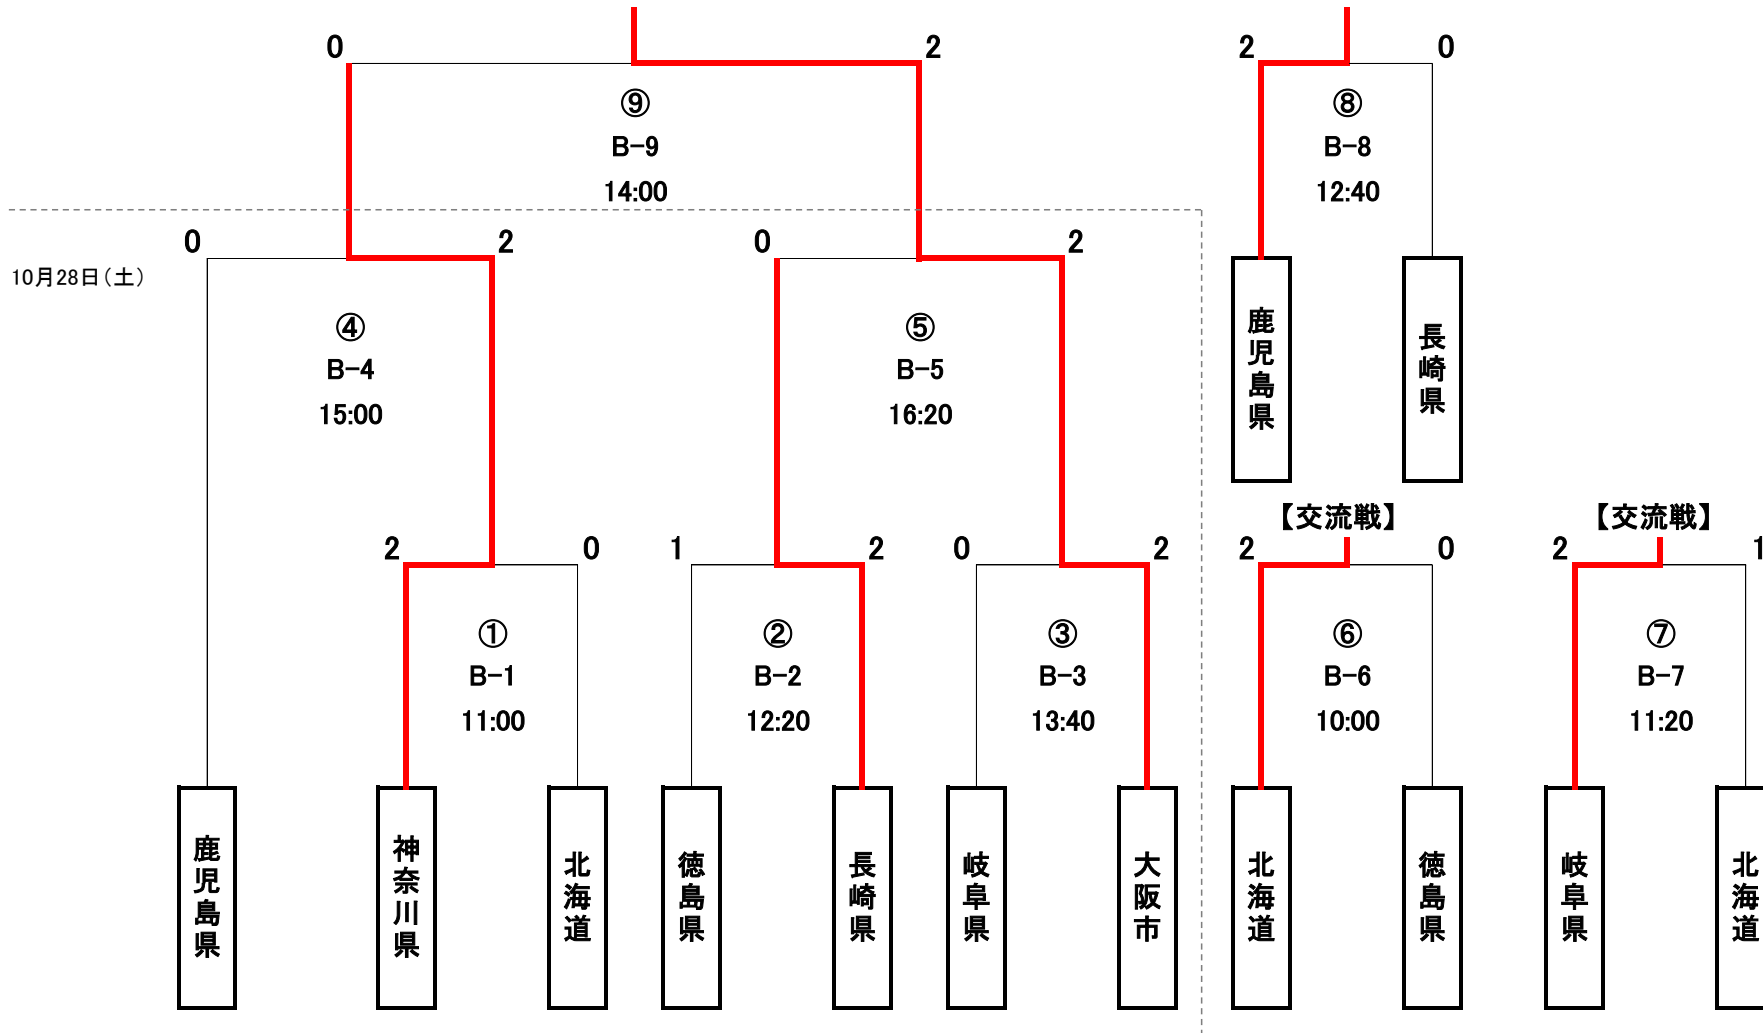 0 2 2 0
⑨ ⑧
B-9 B-8
14:00 12:40
0 2 0 2
10月28日(土)
④ ⑤ 鹿児島県 長崎県
B-4 B-5
15:00 16:20
【交流戦】 【交流戦】
2 0 1 2 0 2 2 0 2 1
① ② ③ ⑥ ⑦
B-1 B-2 B-3 B-6 B-7
11:00 12:20 13:40 10:00 11:20
鹿児島県 神奈川県 北海道 徳島県 長崎県 岐阜県 大阪市 北海道 徳島県 岐阜県 北海道